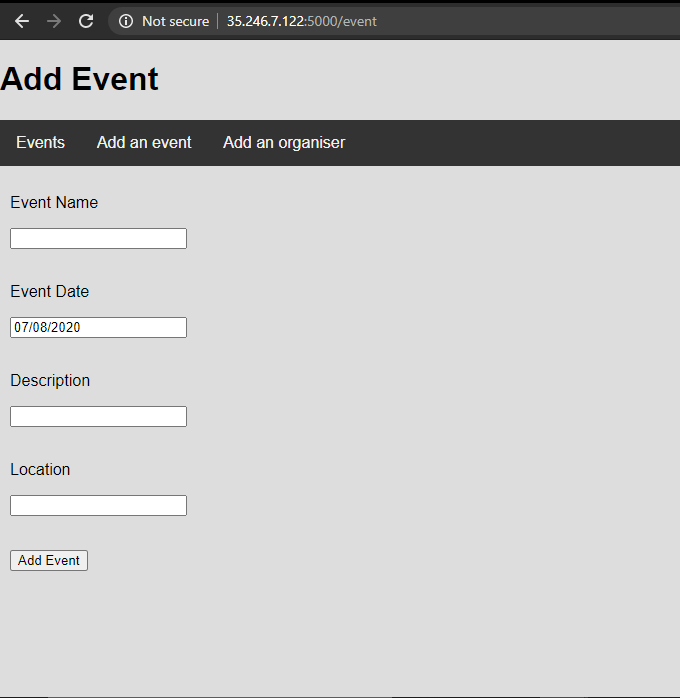 Not secure 35.246.7.122:5000/event
Add Event
Events Add an event Add an organiser
Event Name
Event Date
07/08/2020
Description
Location
Add Event